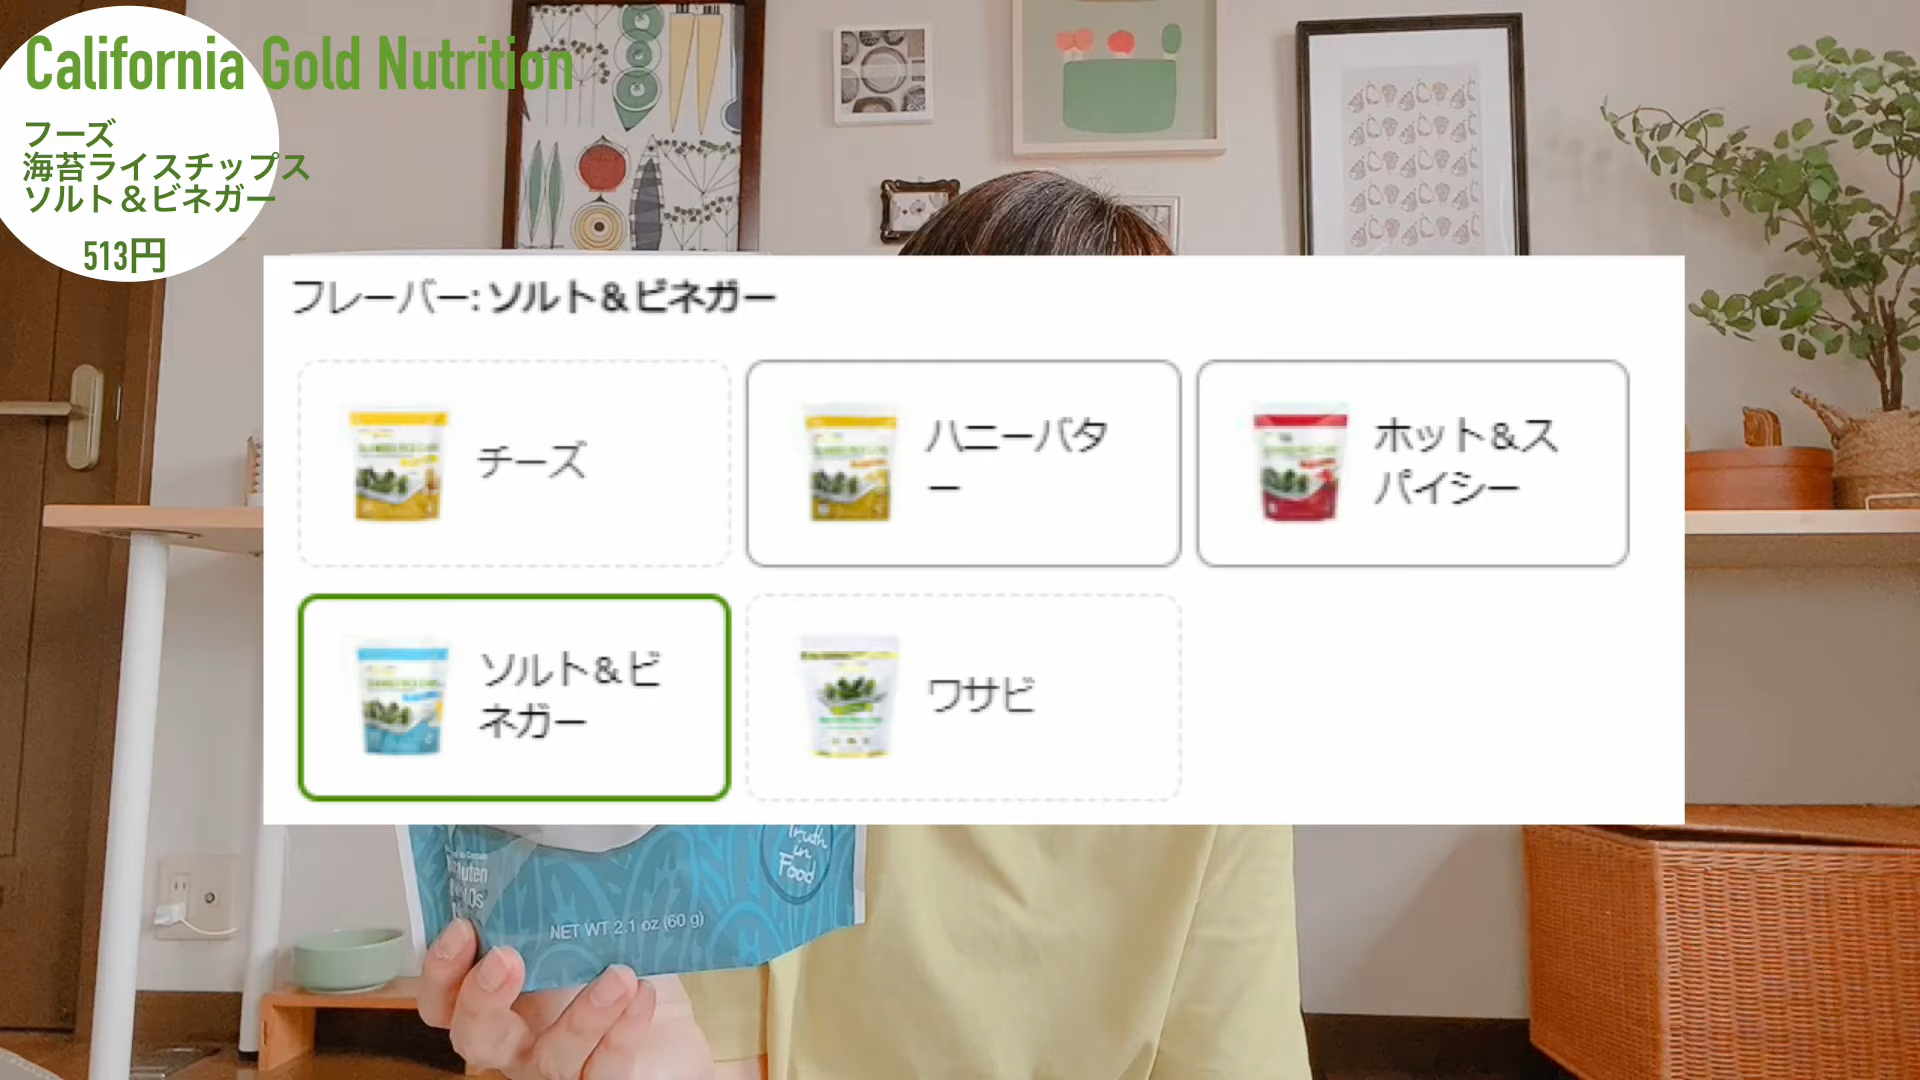 California Gold Nutrition
フーズ
海苔ライスチップス
ソルト＆ビネガー
513円
フレーバー: ソルト＆ビネガー
チーズ
ハニーバタ
ー
ホット&ス
パイシー
ソルト&ビ
ネガー
ワサビ
Truth
in
Food
NET WT 2.1 oz (60 g)